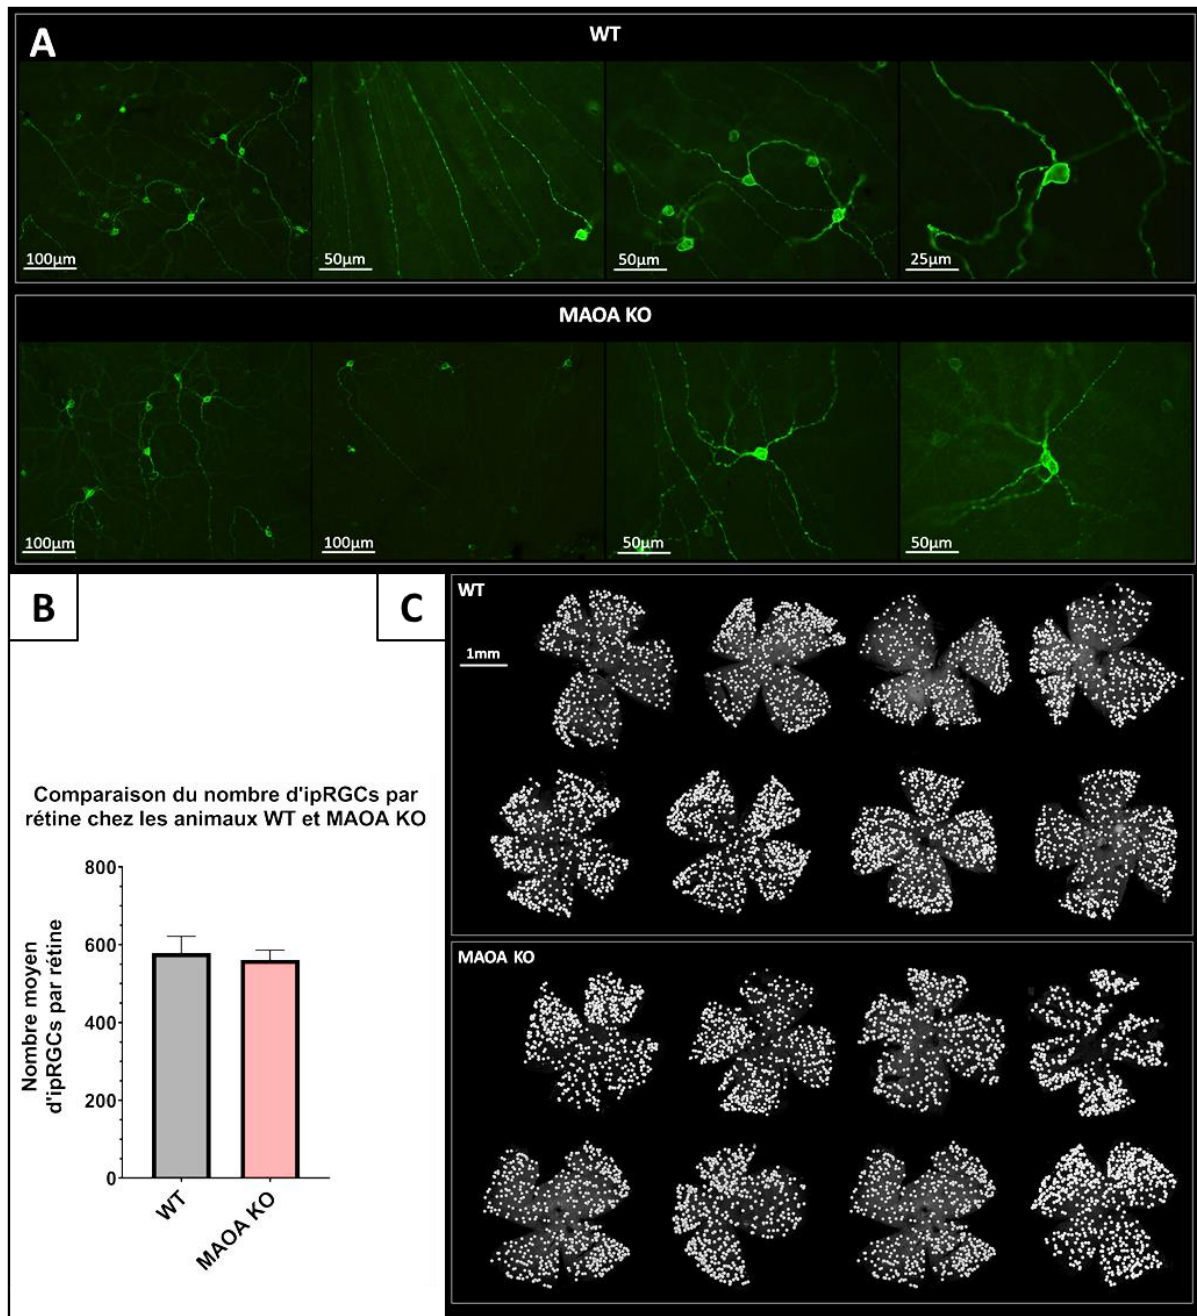 A
WT
100µm
50µm
50µm
25µm
MAOA KO
100µm
100µm
50µm
50µm
B
C
Comparaison du nombre d'ipRGCs par
rétine chez les animaux WT et MAOA KO
Nombre moyen
d'ipRGCs par rétine
800
600
400
200
0
WT
MAOA KO
WT
1mm
MAOA KO